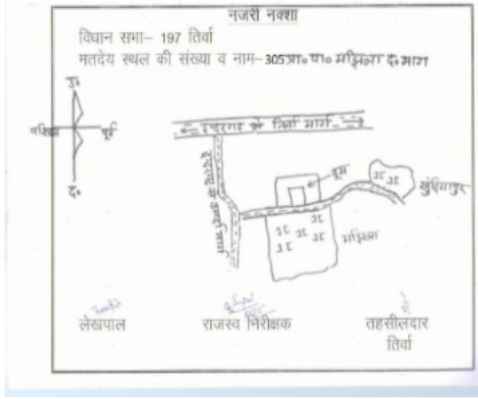 नजरी नक्शा
विधान सभा– 197 तिर्वा
मतदेय स्थल की संख्या व नाम– 305 प्रा० पा० मझिला द० भाग
उ०
पश्चिम पूर्व
द०
से तिर्वा मार्ग
बूथ
मझिला
लेखपाल राजस्व निरीक्षक तहसीलदार
तिर्वा